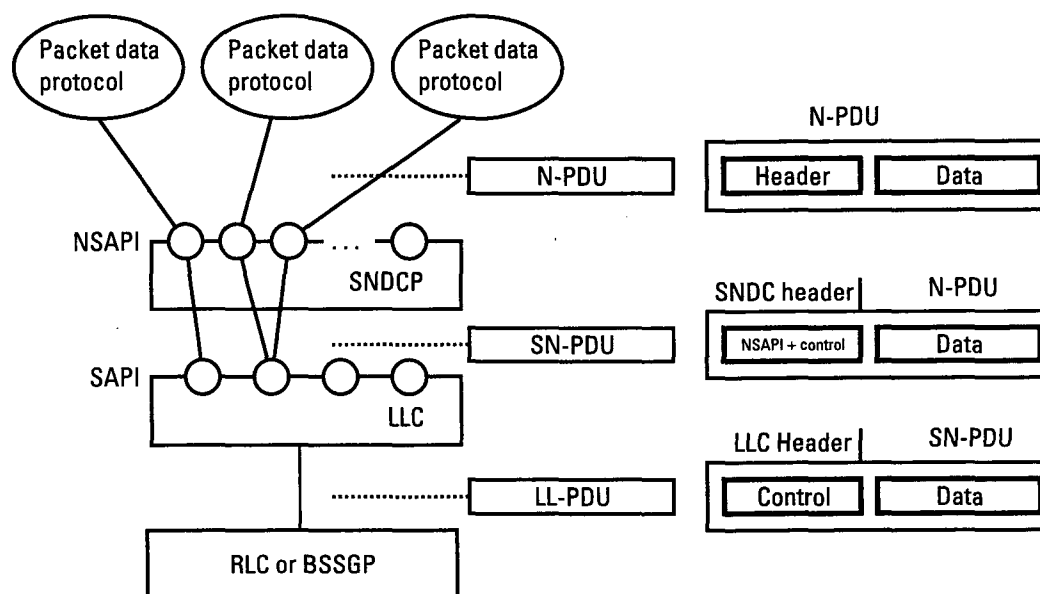 Packet data
protocol
Packet data
protocol
Packet data
protocol
N-PDU
N-PDU
Header
Data
NSAPI
...
SNDCP
SNDC header
N-PDU
SN-PDU
NSAPI + control
Data
SAPI
LLC
LLC Header
SN-PDU
LL-PDU
Control
Data
RLC or BSSGP